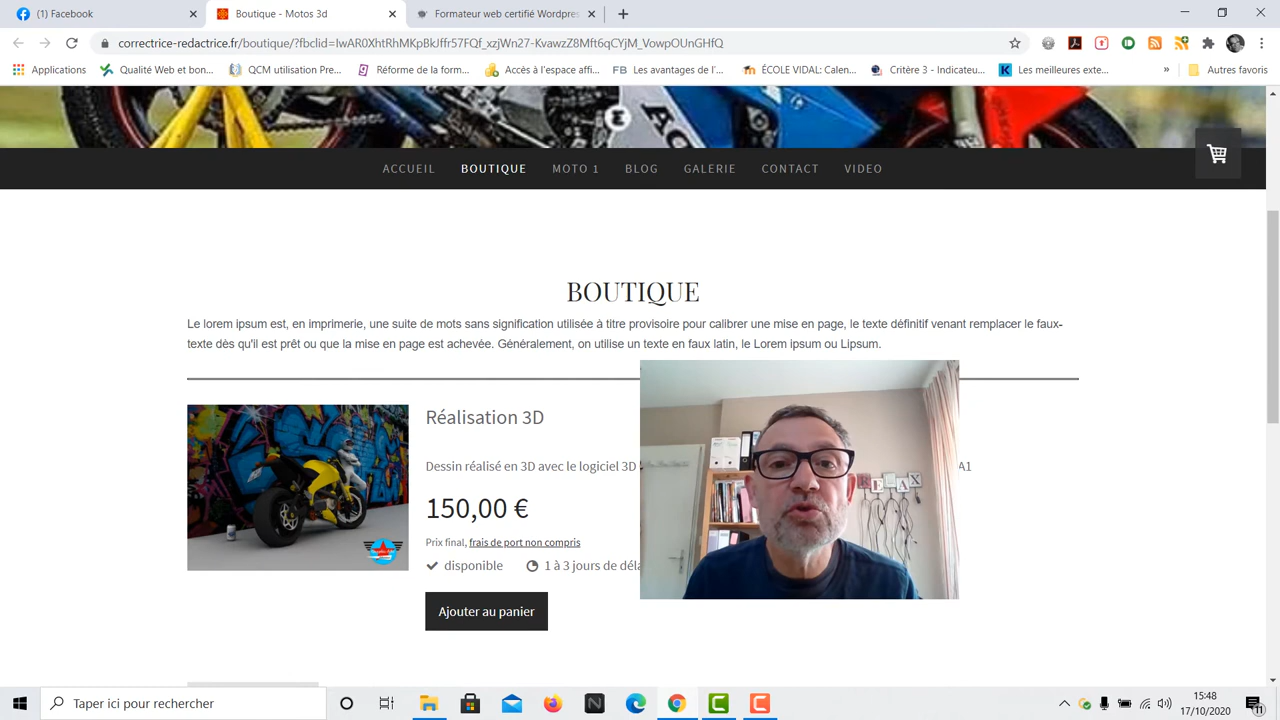 (1) Facebook
Boutique - Motos 3d
Formateur web certifié Wordpres
correctrice-redactrice.fr/boutique/?fbclid=IwAR0XhtRhMKpBkJffr57FQf_xzjWn27-KvawzZ8Mft6qCYjM_VowpOUnGHfQ
Applications
Qualité Web et bon...
QCM utilisation Pre...
Réforme de la form...
Accès à l'espace affi...
FB Les avantages de l'...
ÉCOLE VIDAL: Calen...
Critère 3 - Indicateu...
K Les meilleures exte...
»
Autres favoris
ACCUEIL BOUTIQUE MOTO 1 BLOG GALERIE CONTACT VIDEO
BOUTIQUE
Le lorem ipsum est, en imprimerie, une suite de mots sans signification utilisée à titre provisoire pour calibrer une mise en page, le texte définitif venant remplacer le faux-
texte dès qu'il est prêt ou que la mise en page est achevée. Généralement, on utilise un texte en faux latin, le Lorem ipsum ou Lipsum.
Réalisation 3D
Dessin réalisé en 3D avec le logiciel 3D
A1
150,00 €
Prix final, frais de port non compris
disponible
1 à 3 jours de déla
Ajouter au panier
RELAX
Taper ici pour rechercher
15:48
17/10/2020
11